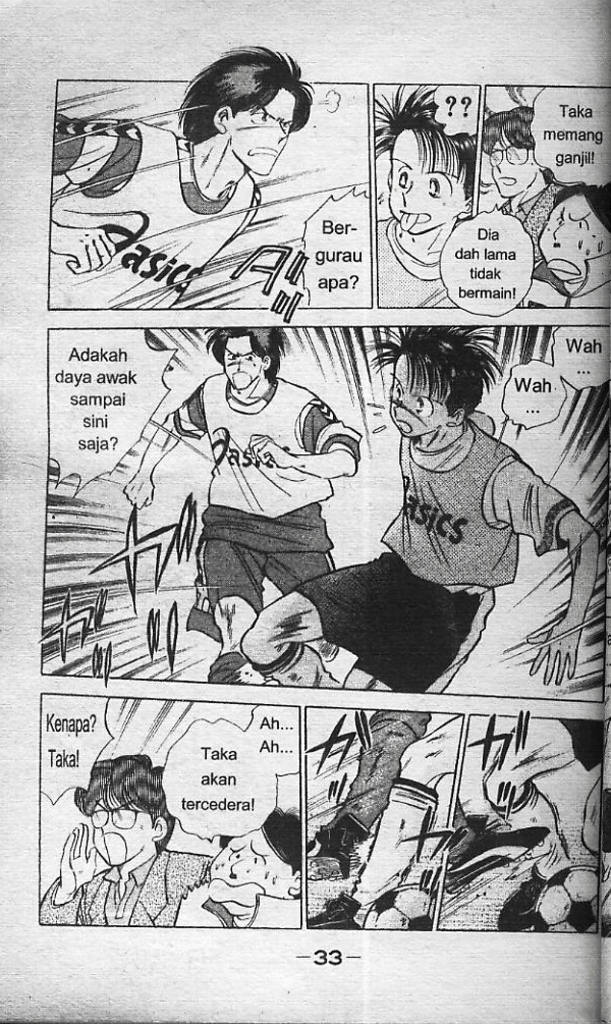 Ber-
gurau
apa?
asics
??
Taka
memang
ganjil!
Dia
dah lama
tidak
bermain!
Adakah
daya awak
sampai
sini
saja?
asics
asics
Wah
...
Wah
...
Kenapa?
Taka!
Taka
akan
tercedera!
Ah...
Ah...
-33-